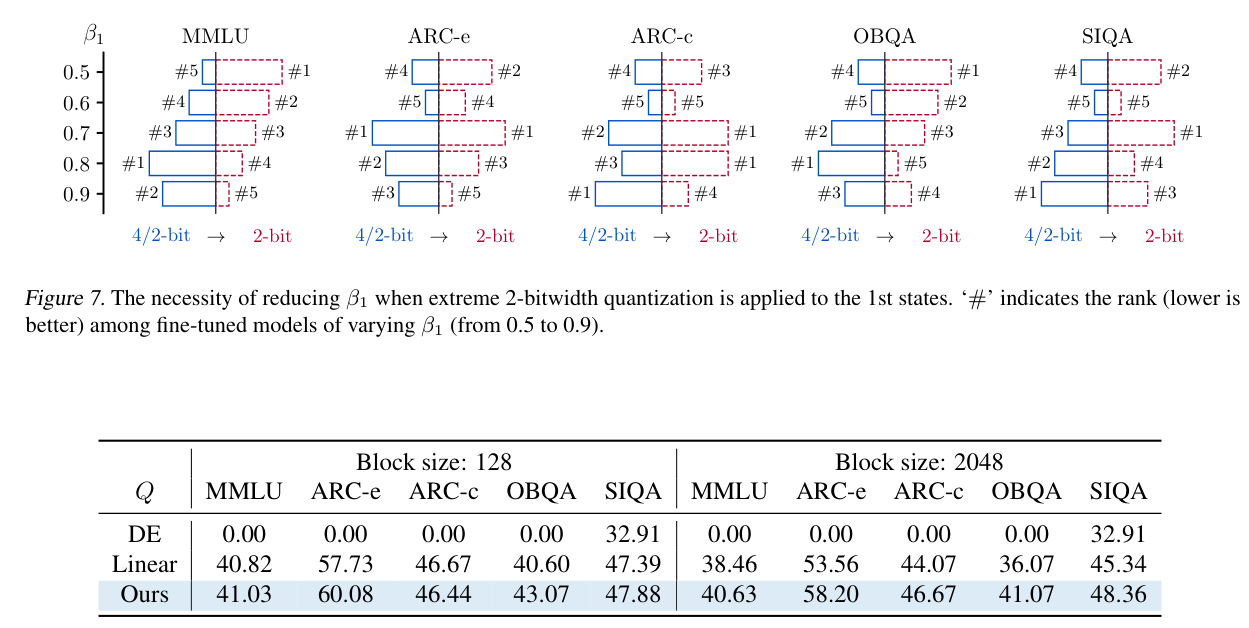 β₁ MMLU ARC-e ARC-c OBQA SIQA
0.5 #5 #1 #4 #2 #4 #3 #4 #1 #4 #2
0.6 #4 #2 #5 #4 #5 #5 #5 #2 #5 #5
0.7 #3 #3 #1 #1 #2 #1 #2 #3 #3 #1
0.8 #1 #4 #2 #3 #3 #1 #1 #5 #2 #4
0.9 #2 #5 #3 #5 #1 #4 #3 #4 #1 #3
4/2-bit → 2-bit 4/2-bit → 2-bit 4/2-bit → 2-bit 4/2-bit → 2-bit 4/2-bit → 2-bit
Figure 7. The necessity of reducing β₁ when extreme 2-bitwidth quantization is applied to the 1st states. ‘#’ indicates the rank (lower is
better) among fine-tuned models of varying β₁ (from 0.5 to 0.9).
Block size: 128 Block size: 2048
Q MMLU ARC-e ARC-c OBQA SIQA MMLU ARC-e ARC-c OBQA SIQA
DE 0.00 0.00 0.00 0.00 32.91 0.00 0.00 0.00 0.00 32.91
Linear 40.82 57.73 46.67 40.60 47.39 38.46 53.56 44.07 36.07 45.34
Ours 41.03 60.08 46.44 43.07 47.88 40.63 58.20 46.67 41.07 48.36